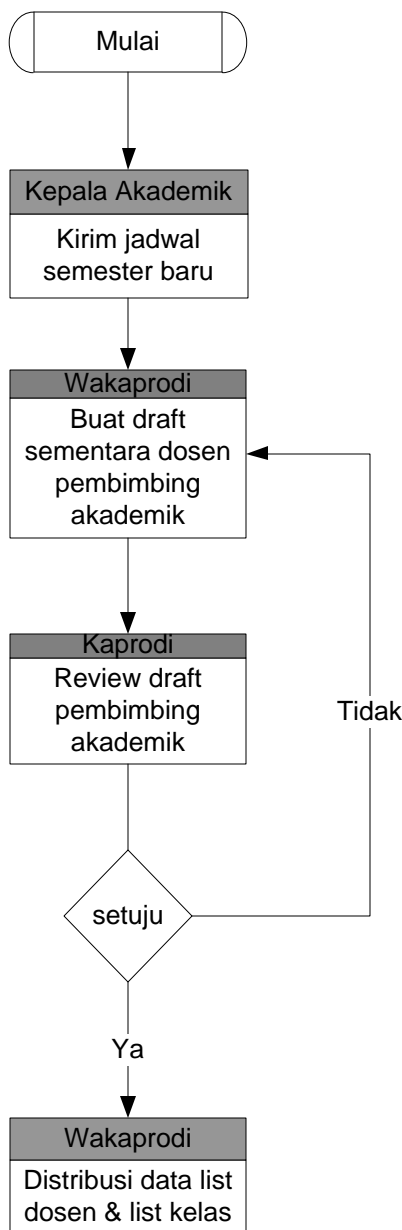 Mulai
Kepala Akademik
Kirim jadwal
semester baru
Wakaprodi
Buat draft
sementara dosen
pembimbing
akademik
Kaprodi
Review draft
pembimbing
akademik
Tidak
setuju
Ya
Wakaprodi
Distribusi data list
dosen & list kelas